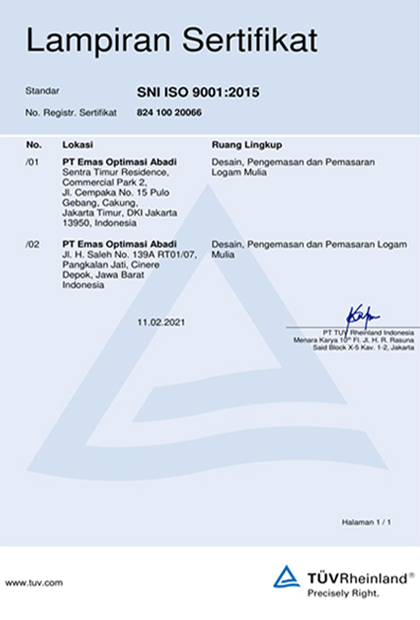 Lampiran Sertifikat
Standar SNI ISO 9001:2015
No. Registr. Sertifikat 824 100 20066
No. Lokasi Ruang Lingkup
/01 PT Emas Optimasi Abadi
Sentra Timur Residence,
Commercial Park 2,
Jl. Cempaka No. 15 Pulo
Gebang, Cakung,
Jakarta Timur, DKI Jakarta
13950, Indonesia
Desain, Pengemasan dan Pemasaran
Logam Mulia
/02 PT Emas Optimasi Abadi
Jl. H. Saleh No. 139A RT01/07,
Pangkalan Jati, Cinere
Depok, Jawa Barat
Indonesia
Desain, Pengemasan dan Pemasaran Logam
Mulia
11.02.2021
PT TUV Rheinland Indonesia
Menara Karya 10th Fl. Jl. H. R. Rasuna
Said Block X-5 Kav. 1-2, Jakarta
Halaman 1 / 1
www.tuv.com
TÜVRheinland®
Precisely Right.